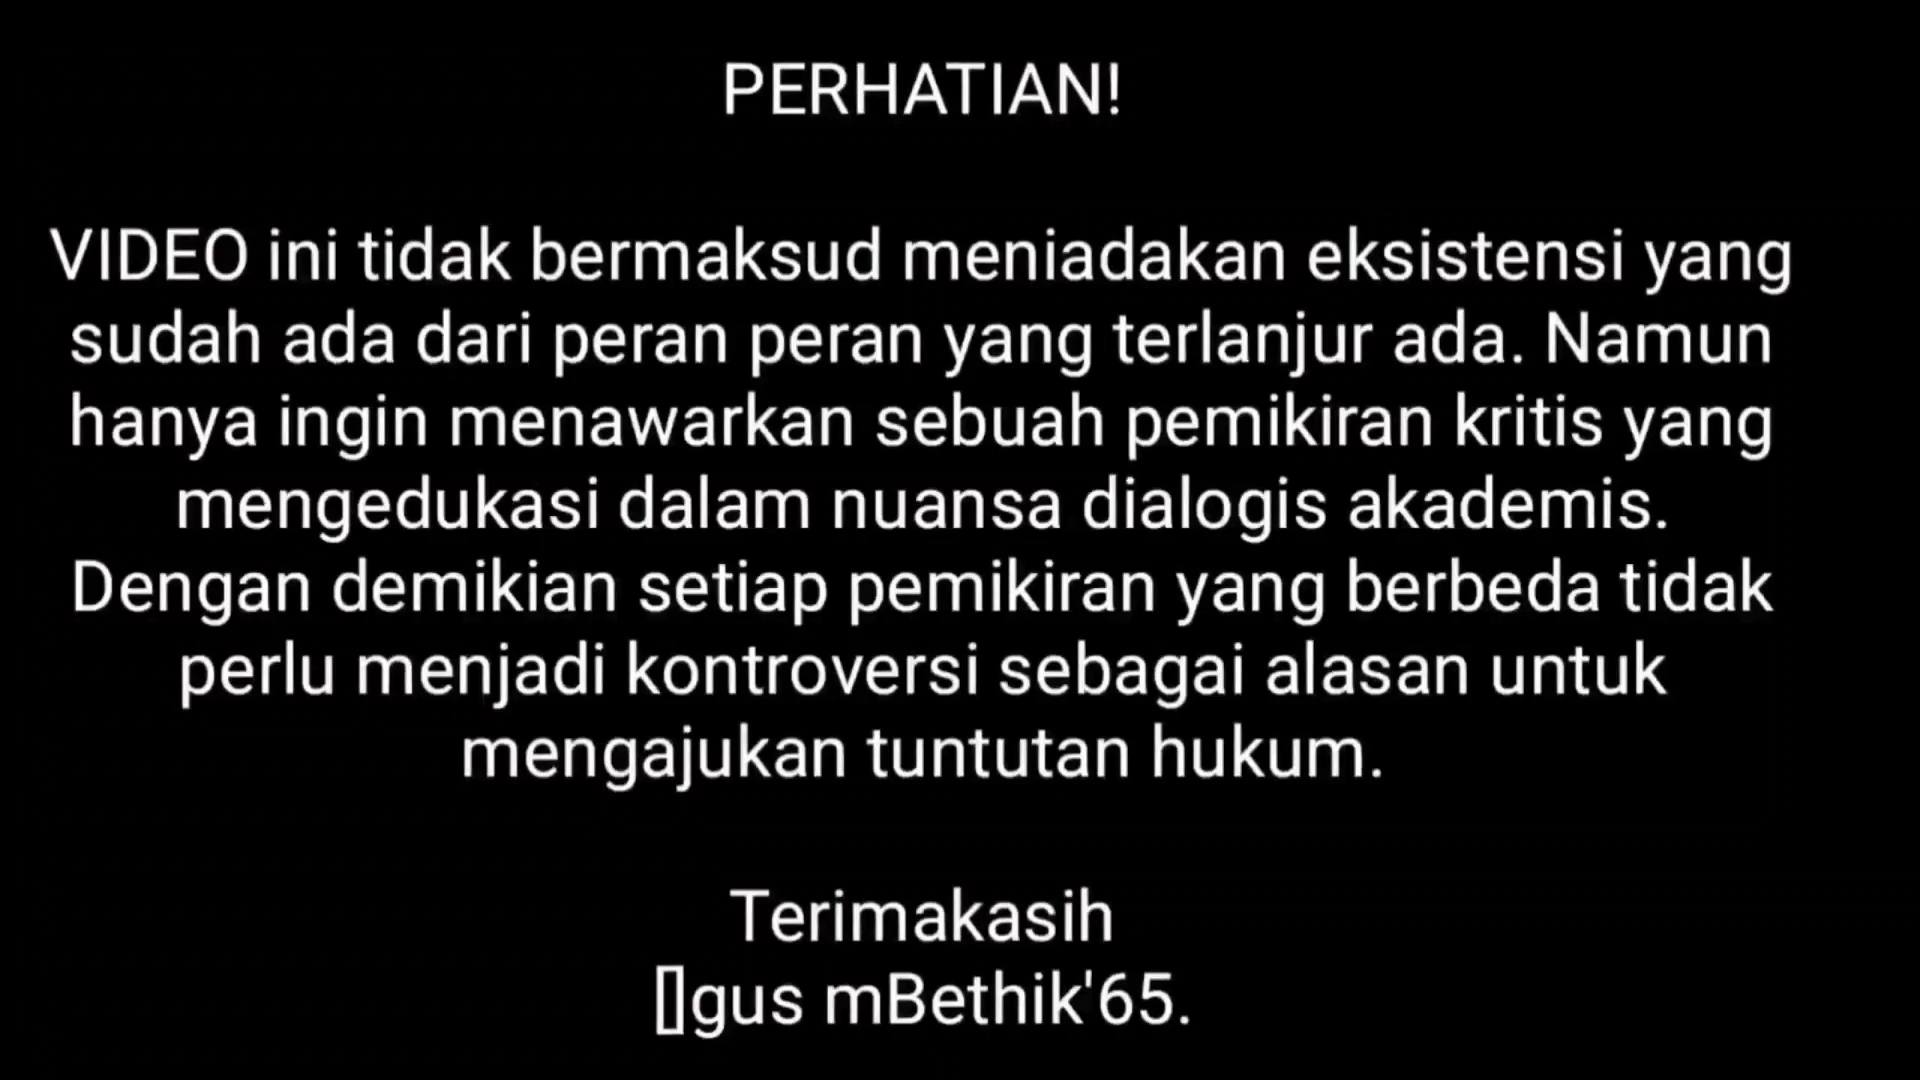 PERHATIAN!
VIDEO ini tidak bermaksud meniadakan eksistensi yang
sudah ada dari peran peran yang terlanjur ada. Namun
hanya ingin menawarkan sebuah pemikiran kritis yang
mengedukasi dalam nuansa dialogis akademis.
Dengan demikian setiap pemikiran yang berbeda tidak
perlu menjadi kontroversi sebagai alasan untuk
mengajukan tuntutan hukum.
Terimakasih
▯gus mBethik'65.